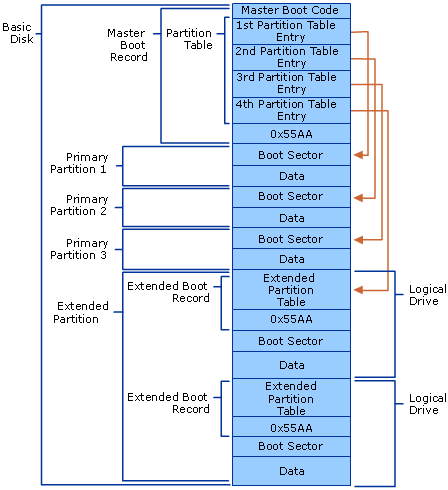 Basic
Disk
Master
Boot
Record
Partition
Table
Master Boot Code
1st Partition Table
Entry
2nd Partition Table
Entry
3rd Partition Table
Entry
4th Partition Table
Entry
0x55AA
Primary
Partition 1
Boot Sector
Data
Primary
Partition 2
Boot Sector
Data
Primary
Partition 3
Boot Sector
Data
Extended
Partition
Extended Boot
Record
Extended
Partition
Table
0x55AA
Boot Sector
Data
Logical
Drive
Extended Boot
Record
Extended
Partition
Table
0x55AA
Boot Sector
Data
Logical
Drive